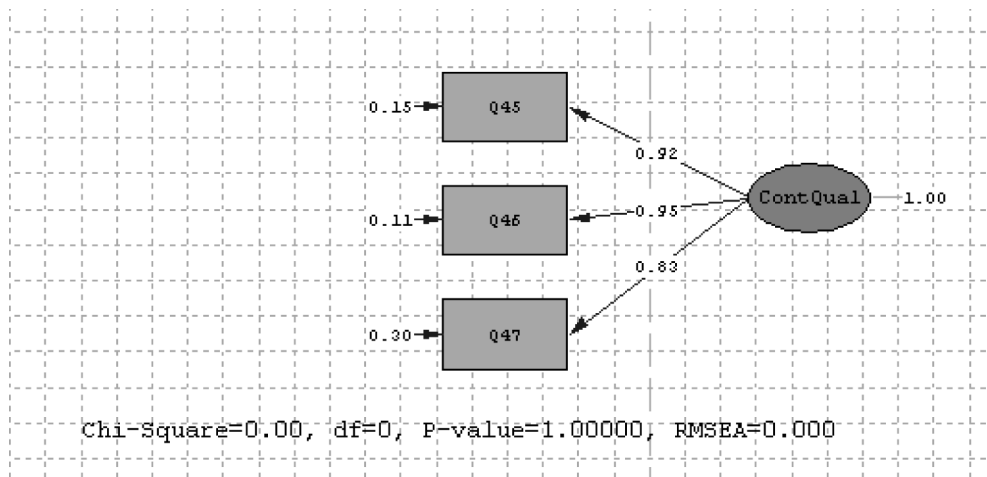 0.15
Q45
0.92
ContQual
1.00
0.11
Q46
0.95
0.83
0.30
Q47
Chi-Square=0.00, df=0, P-value=1.00000, RMSEA=0.000